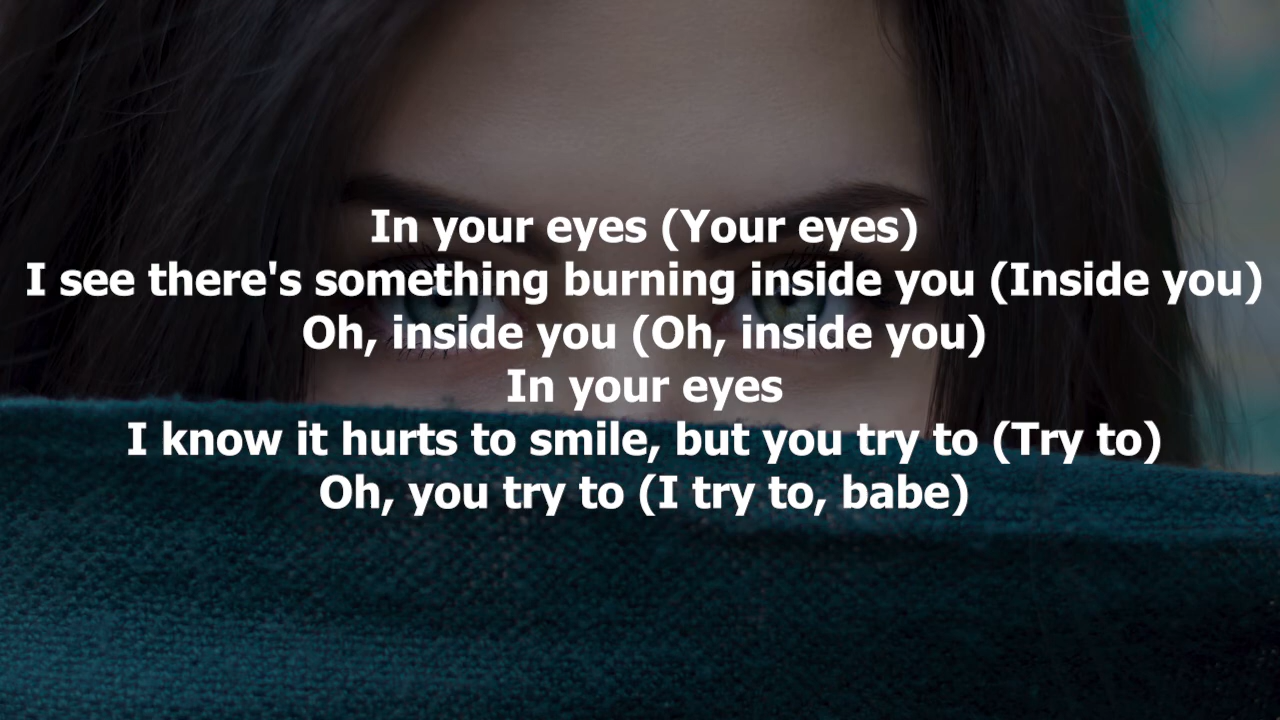 In your eyes (Your eyes)
I see there's something burning inside you (Inside you)
Oh, inside you (Oh, inside you)
In your eyes
I know it hurts to smile, but you try to (Try to)
Oh, you try to (I try to, babe)